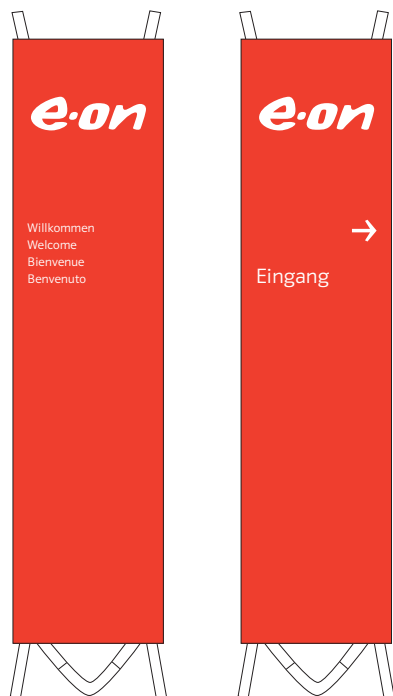 e·on
Willkommen
Welcome
Bienvenue
Benvenuto
e·on
→
Eingang